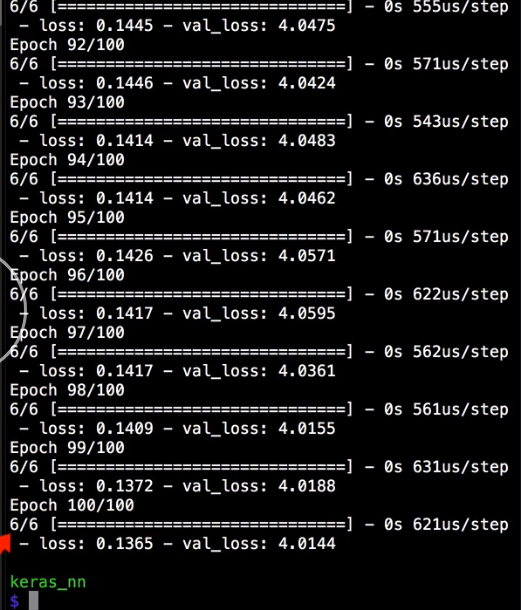 6/6 [==============================] - 0s 555us/step
- loss: 0.1445 - val_loss: 4.0475
Epoch 92/100
6/6 [==============================] - 0s 571us/step
- loss: 0.1446 - val_loss: 4.0424
Epoch 93/100
6/6 [==============================] - 0s 543us/step
- loss: 0.1414 - val_loss: 4.0483
Epoch 94/100
6/6 [==============================] - 0s 636us/step
- loss: 0.1414 - val_loss: 4.0462
Epoch 95/100
6/6 [==============================] - 0s 571us/step
- loss: 0.1426 - val_loss: 4.0571
Epoch 96/100
6/6 [==============================] - 0s 622us/step
- loss: 0.1417 - val_loss: 4.0595
Epoch 97/100
6/6 [==============================] - 0s 562us/step
- loss: 0.1417 - val_loss: 4.0361
Epoch 98/100
6/6 [==============================] - 0s 561us/step
- loss: 0.1409 - val_loss: 4.0155
Epoch 99/100
6/6 [==============================] - 0s 631us/step
- loss: 0.1372 - val_loss: 4.0188
Epoch 100/100
6/6 [==============================] - 0s 621us/step
- loss: 0.1365 - val_loss: 4.0144
keras_nn
$